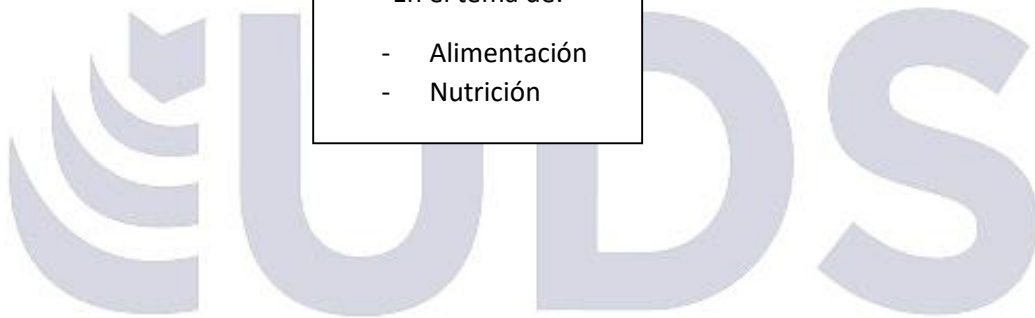 En el tema de:
- Alimentación
- Nutrición
UDS